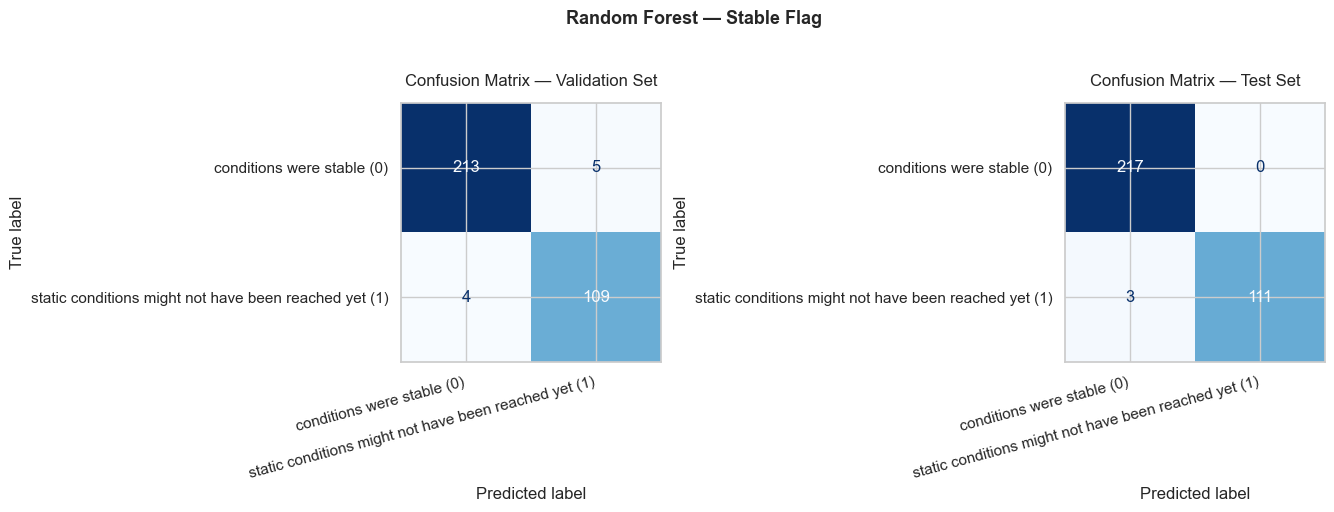 Random Forest — Stable Flag
Confusion Matrix — Validation Set
True label
conditions were stable (0)
213
5
static conditions might not have been reached yet (1)
4
109
conditions were stable (0)
static conditions might not have been reached yet (1)
Predicted label
Confusion Matrix — Test Set
True label
conditions were stable (0)
217
0
static conditions might not have been reached yet (1)
3
111
conditions were stable (0)
static conditions might not have been reached yet (1)
Predicted label